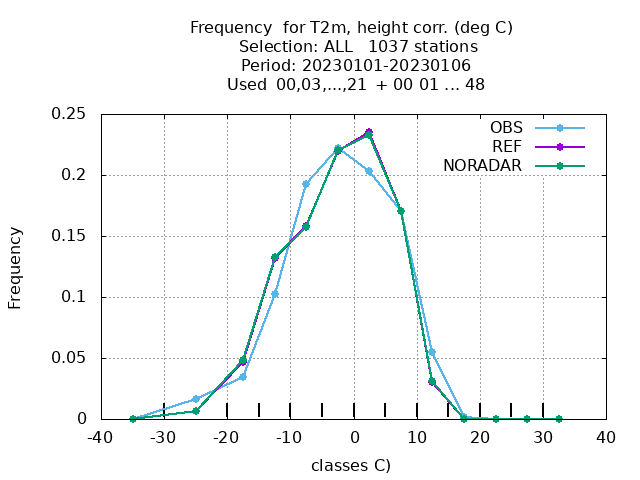 Frequency  for T2m, height corr. (deg C)
Selection: ALL   1037 stations
Period: 20230101-20230106
Used  00,03,...,21  + 00 01 ... 48
0.25
0.2
0.15
0.1
0.05
0
Frequency
OBS
REF
NORADAR
-40 -30 -20 -10 0 10 20 30 40
classes C)